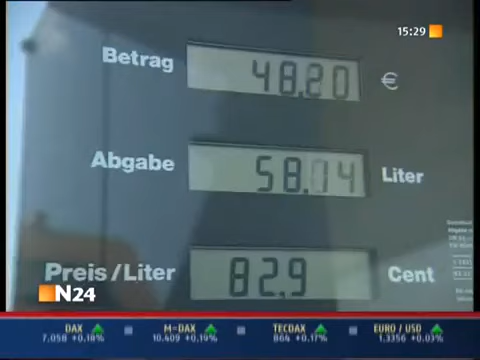 15:29
Betrag 48.20 €
Abgabe 58.04 Liter
Preis/Liter 82,9 Cent
N24
DAX M-DAX TECDAX EURO / USD
7.058 +0,18% 10.409 +0,19% 864 +0,17% 1.3356 +0,03%